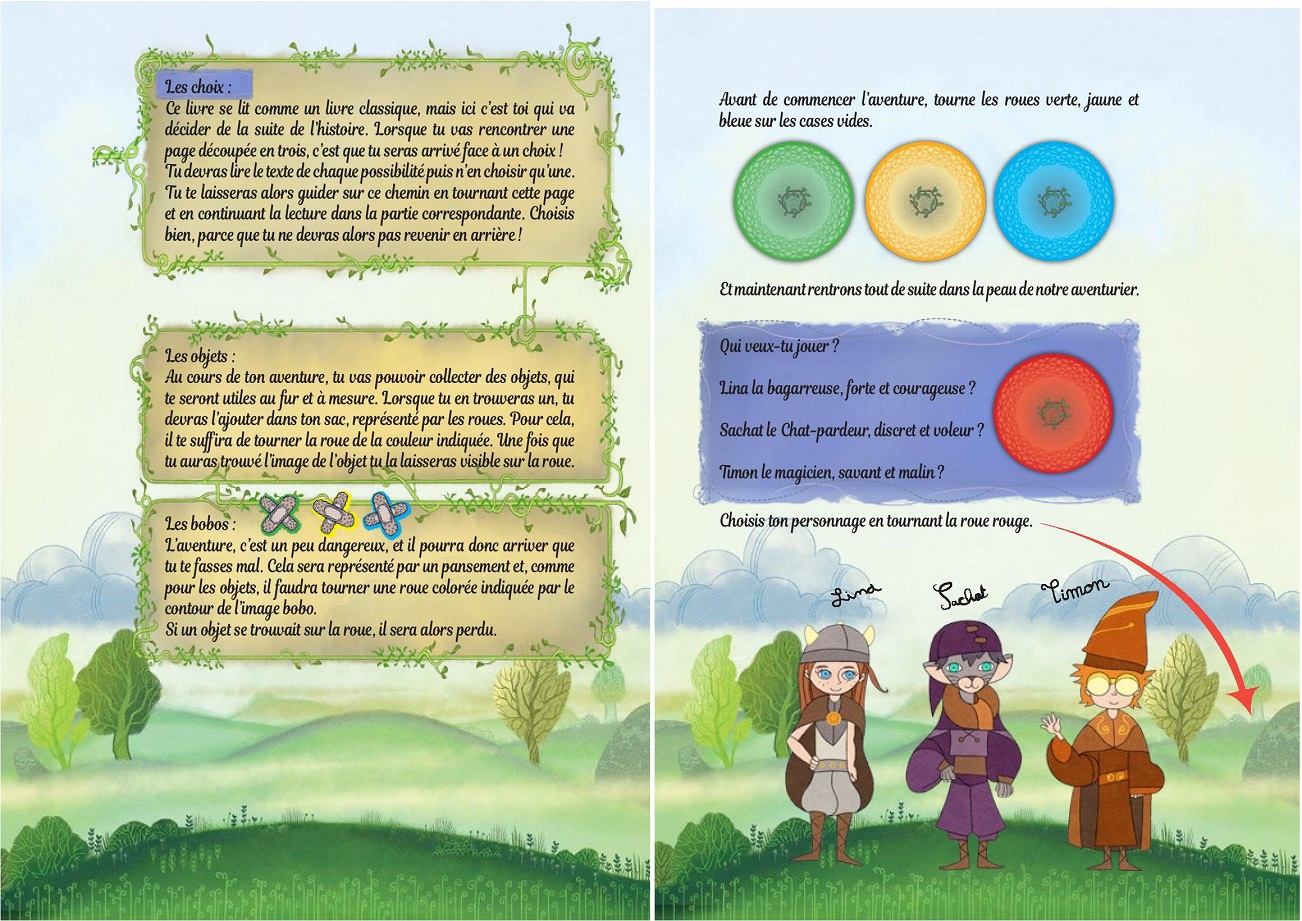 Les choix :
Ce livre se lit comme un livre classique, mais ici c'est toi qui va
décider de la suite de l'histoire. Lorsque tu vas rencontrer une
page découpée en trois, c'est que tu seras arrivé face à un choix !
Tu devras lire le texte de chaque possibilité puis n'en choisir qu'une.
Tu te laisseras alors guider sur ce chemin en tournant cette page
et en continuant la lecture dans la partie correspondante. Choisis
bien, parce que tu ne devras alors pas revenir en arrière !
Les objets :
Au cours de ton aventure, tu vas pouvoir collecter des objets, qui
te seront utiles au fur et à mesure. Lorsque tu en trouveras un, tu
devras l'ajouter dans ton sac, représenté par les roues. Pour cela,
il te suffira de tourner la roue de la couleur indiquée. Une fois que
tu auras trouvé l'image de l'objet tu la laisseras visible sur la roue.
Les bobos :
L'aventure, c'est un peu dangereux, et il pourra donc arriver que
tu te fasses mal. Cela sera représenté par un pansement et, comme
pour les objets, il faudra tourner une roue colorée indiquée par le
contour de l'image bobo.
Si un objet se trouvait sur la roue, il sera alors perdu.
Avant de commencer l'aventure, tourne les roues verte, jaune et
bleue sur les cases vides.
Et maintenant rentrons tout de suite dans la peau de notre aventurier.
Qui veux-tu jouer ?
Lina la bagarreuse, forte et courageuse ?
Sachat le Chat-pardeur, discret et voleur ?
Timon le magicien, savant et malin ?
Choisis ton personnage en tournant la roue rouge.
Lina
Sachat
Timon